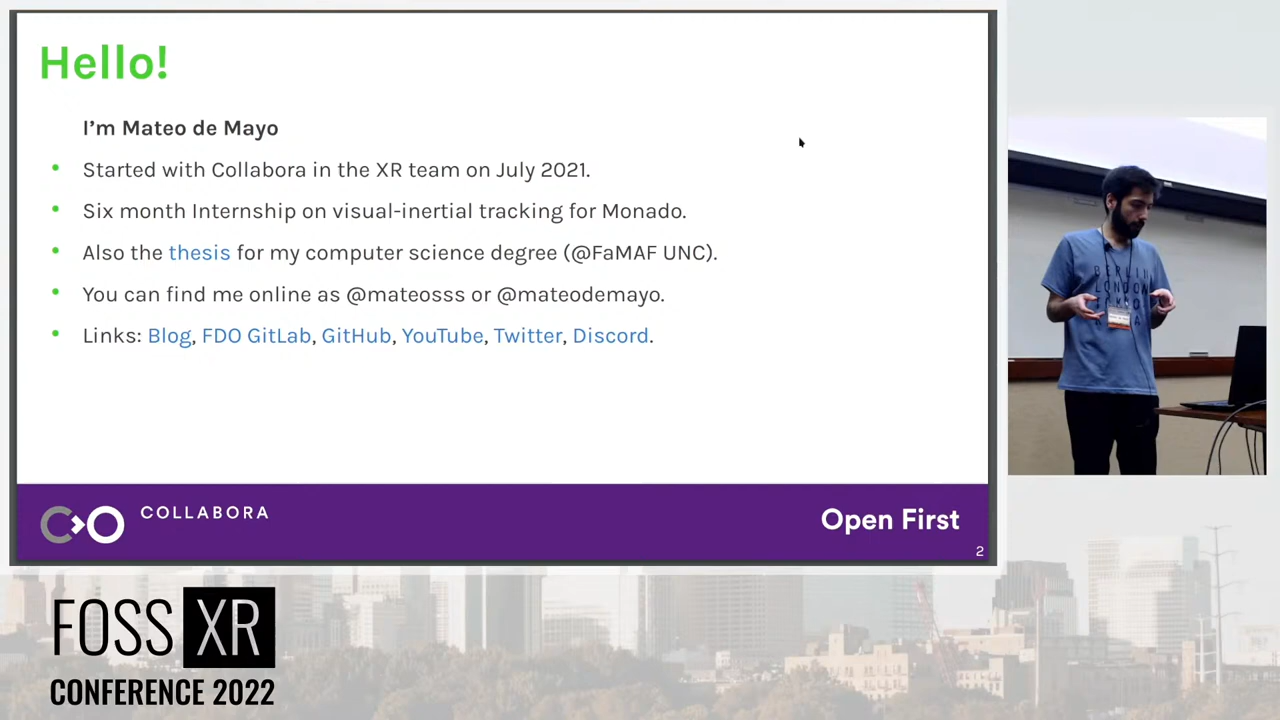 Hello!
I'm Mateo de Mayo
Started with Collabora in the XR team on July 2021.
Six month Internship on visual-inertial tracking for Monado.
Also the thesis for my computer science degree (@FaMAF UNC).
You can find me online as @mateosss or @mateodemayo.
Links: Blog, FDO GitLab, GitHub, YouTube, Twitter, Discord.
COLLABORA
Open First
2
BERLIN
LONDON
TOKYO
FOSS XR
CONFERENCE 2022